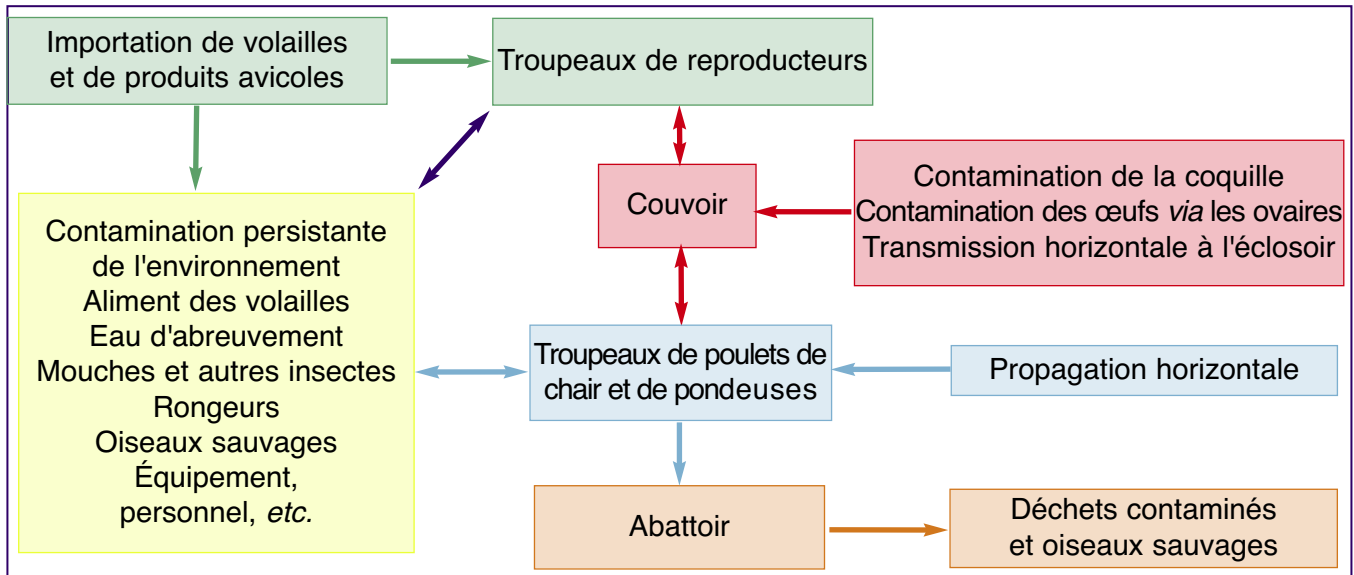 Importation de volailles
et de produits avicoles
Troupeaux de reproducteurs
Couvoir
Contamination de la coquille
Contamination des œufs via les ovaires
Transmission horizontale à l'éclosoir
Contamination persistante
de l'environnement
Aliment des volailles
Eau d'abreuvement
Mouches et autres insectes
Rongeurs
Oiseaux sauvages
Équipement,
personnel, etc.
Troupeaux de poulets de
chair et de pondeuses
Propagation horizontale
Abattoir
Déchets contaminés
et oiseaux sauvages